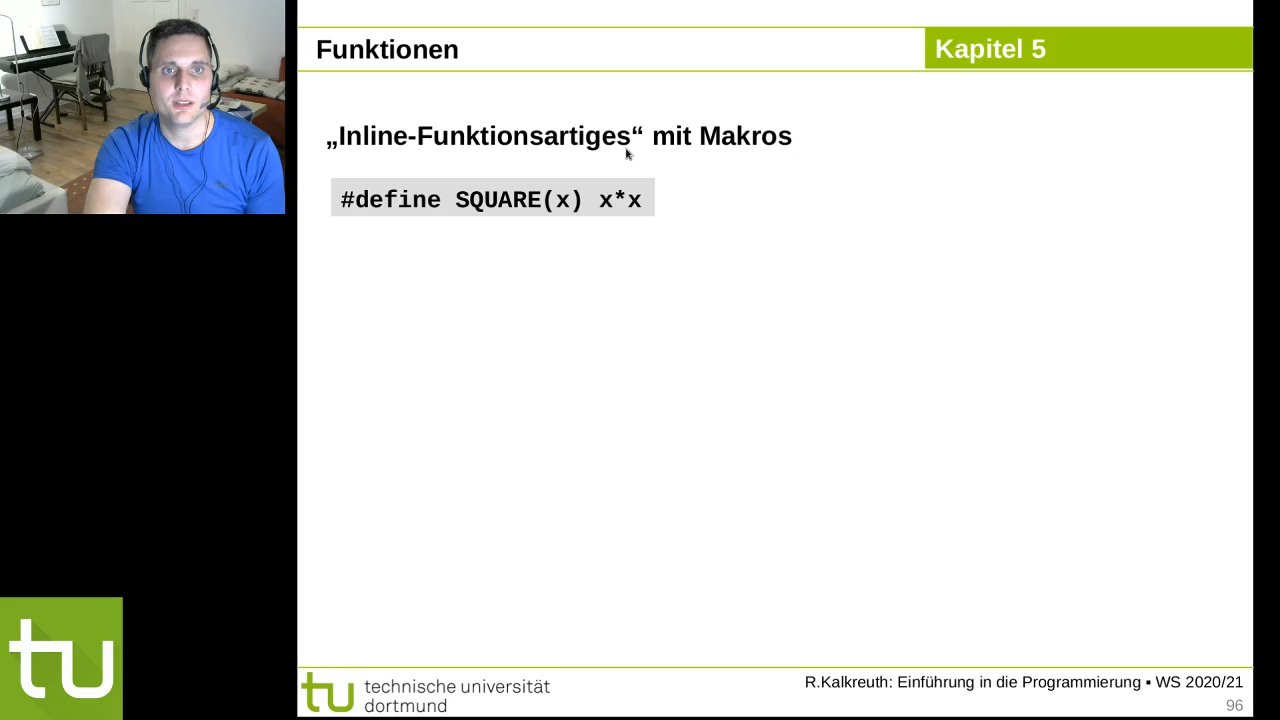 Funktionen
Kapitel 5
„Inline-Funktionsartiges“ mit Makros
#define SQUARE(x) x*x
tu
tu
technische universität
dortmund
R.Kalkreuth: Einführung in die Programmierung ▪ WS 2020/21
96